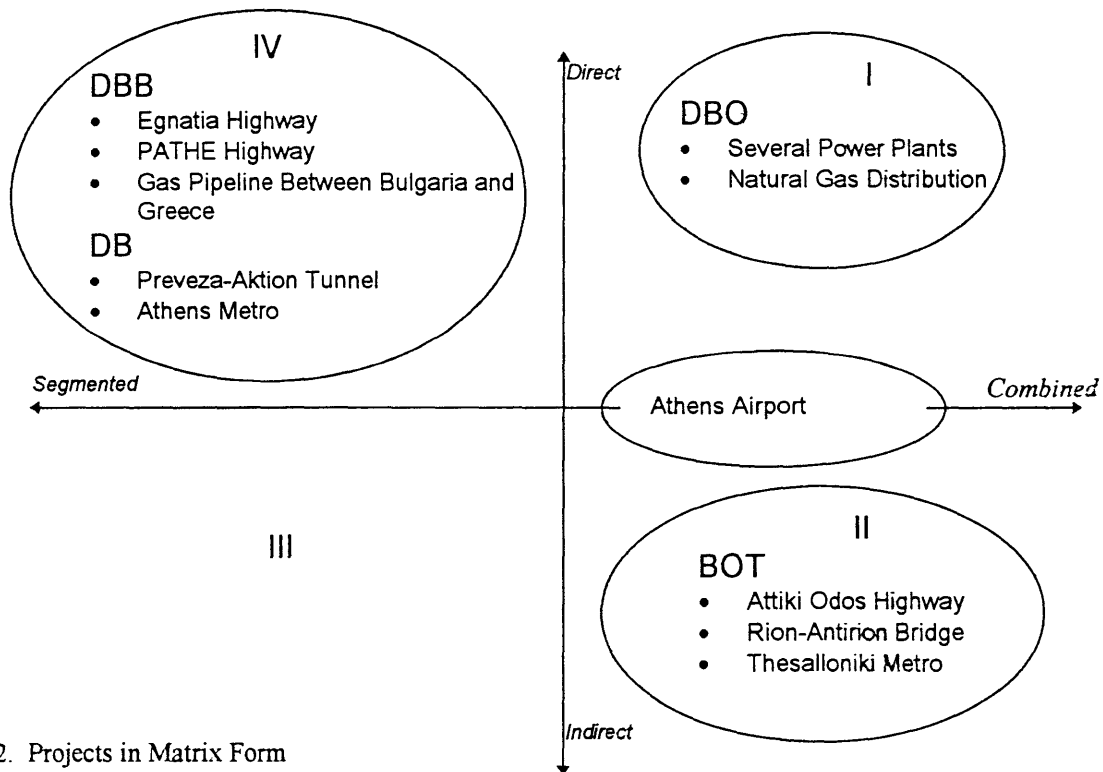 IV
DBB
• Egnatia Highway
• PATHE Highway
• Gas Pipeline Between Bulgaria and
Greece
DB
• Preveza-Aktion Tunnel
• Athens Metro
Direct
I
DBO
• Several Power Plants
• Natural Gas Distribution
Segmented
Athens Airport
Combined
III
II
BOT
• Attiki Odos Highway
• Rion-Antirion Bridge
• Thesalloniki Metro
Indirect
2. Projects in Matrix Form